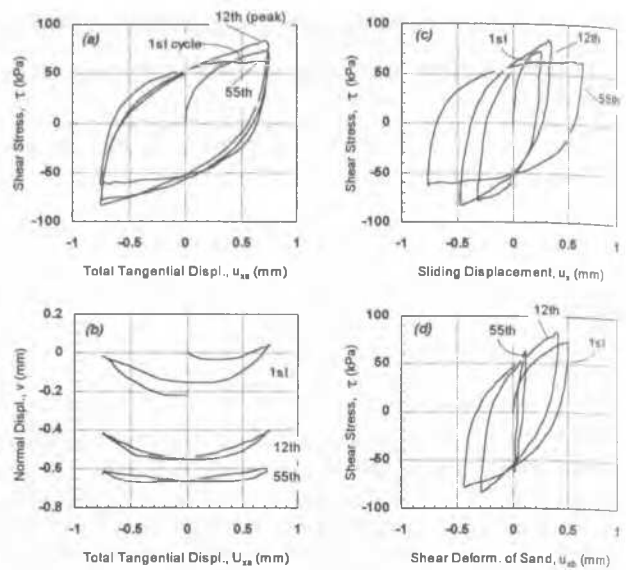 (a)
12th (peak)
1st cycle
55th
100
50
0
-50
-100
Shear Stress, τ (kPa)
-1
-0.5
0
0.5
1
Total Tangential Displ., uxa (mm)
(c)
1st
12th
55th
100
50
0
-50
-100
Shear Stress, τ (kPa)
-1
-0.5
0
0.5
1
Sliding Displacement, us (mm)
(b)
1st
12th
55th
0.2
0
-0.2
-0.4
-0.6
-0.8
Normal Displ., v (mm)
-1
-0.5
0
0.5
1
Total Tangential Displ., Uxa (mm)
(d)
12th
55th
1st
100
50
0
-50
-100
Shear Stress, τ (kPa)
-1
-0.5
0
0.5
1
Shear Deform. of Sand, (mm)